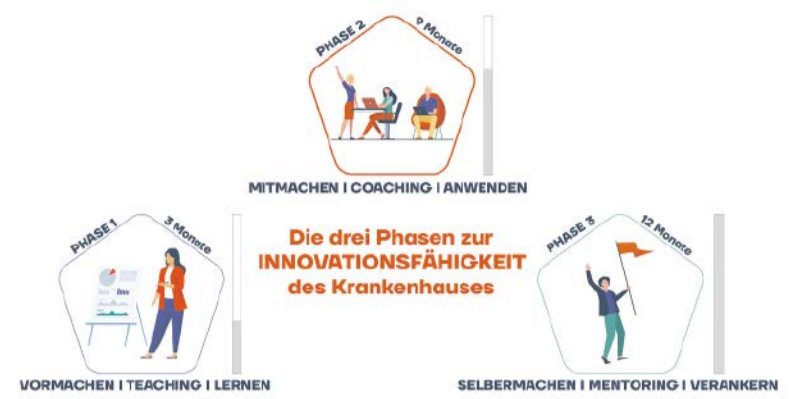 PHASE 2
9 Monate
MITMACHEN I COACHING I ANWENDEN
Die drei Phasen zur
INNOVATIONSFÄHIGKEIT
des Krankenhauses
PHASE 1
3 Monate
VORMACHEN I TEACHING I LERNEN
PHASE 3
12 Monate
SELBERMACHEN I MENTORING I VERANKERN